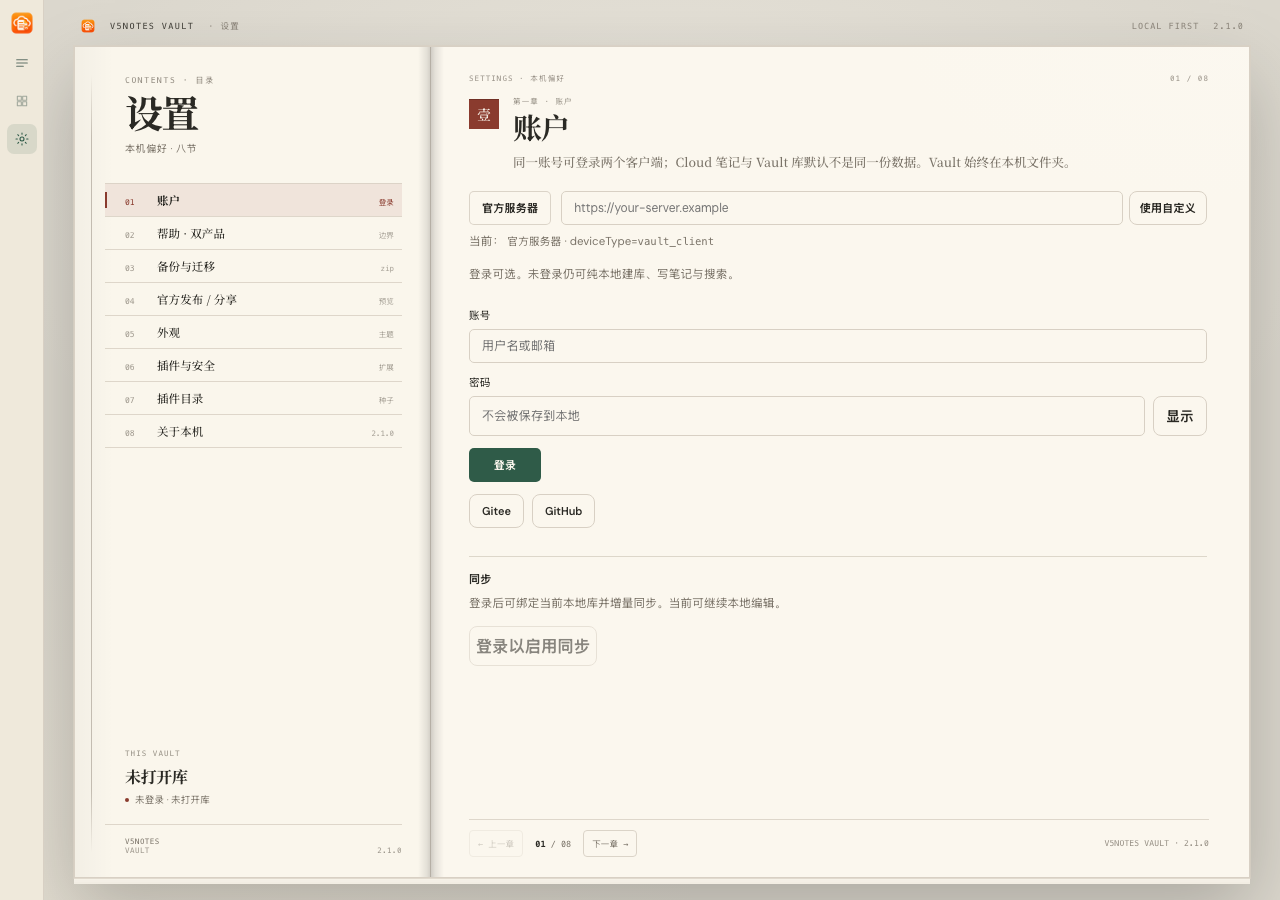 V5NOTES VAULT · 设置
LOCAL FIRST 2.1.0
CONTENTS · 目录
设置
本机偏好 · 八节
01 账户 登录
02 帮助 · 双产品 边界
03 备份与迁移 zip
04 官方发布 / 分享 预览
05 外观 主题
06 插件与安全 扩展
07 插件目录 种子
08 关于本机 2.1.0
THIS VAULT
未打开库
未登录 · 未打开库
V5NOTES
VAULT
2.1.0
SETTINGS · 本机偏好
01 / 08
壹
第一章 · 账户
账户
同一账号可登录两个客户端；Cloud 笔记与 Vault 库默认不是同一份数据。Vault 始终在本机文件夹。
官方服务器 https://your-server.example 使用自定义
当前： 官方服务器 · deviceType=vault_client
登录可选。未登录仍可纯本地建库、写笔记与搜索。
账号
用户名或邮箱
密码
不会被保存到本地 显示
登录
Gitee GitHub
同步
登录后可绑定当前本地库并增量同步。当前可继续本地编辑。
登录以启用同步
← 上一章 01 / 08 下一章 →
V5NOTES VAULT · 2.1.0